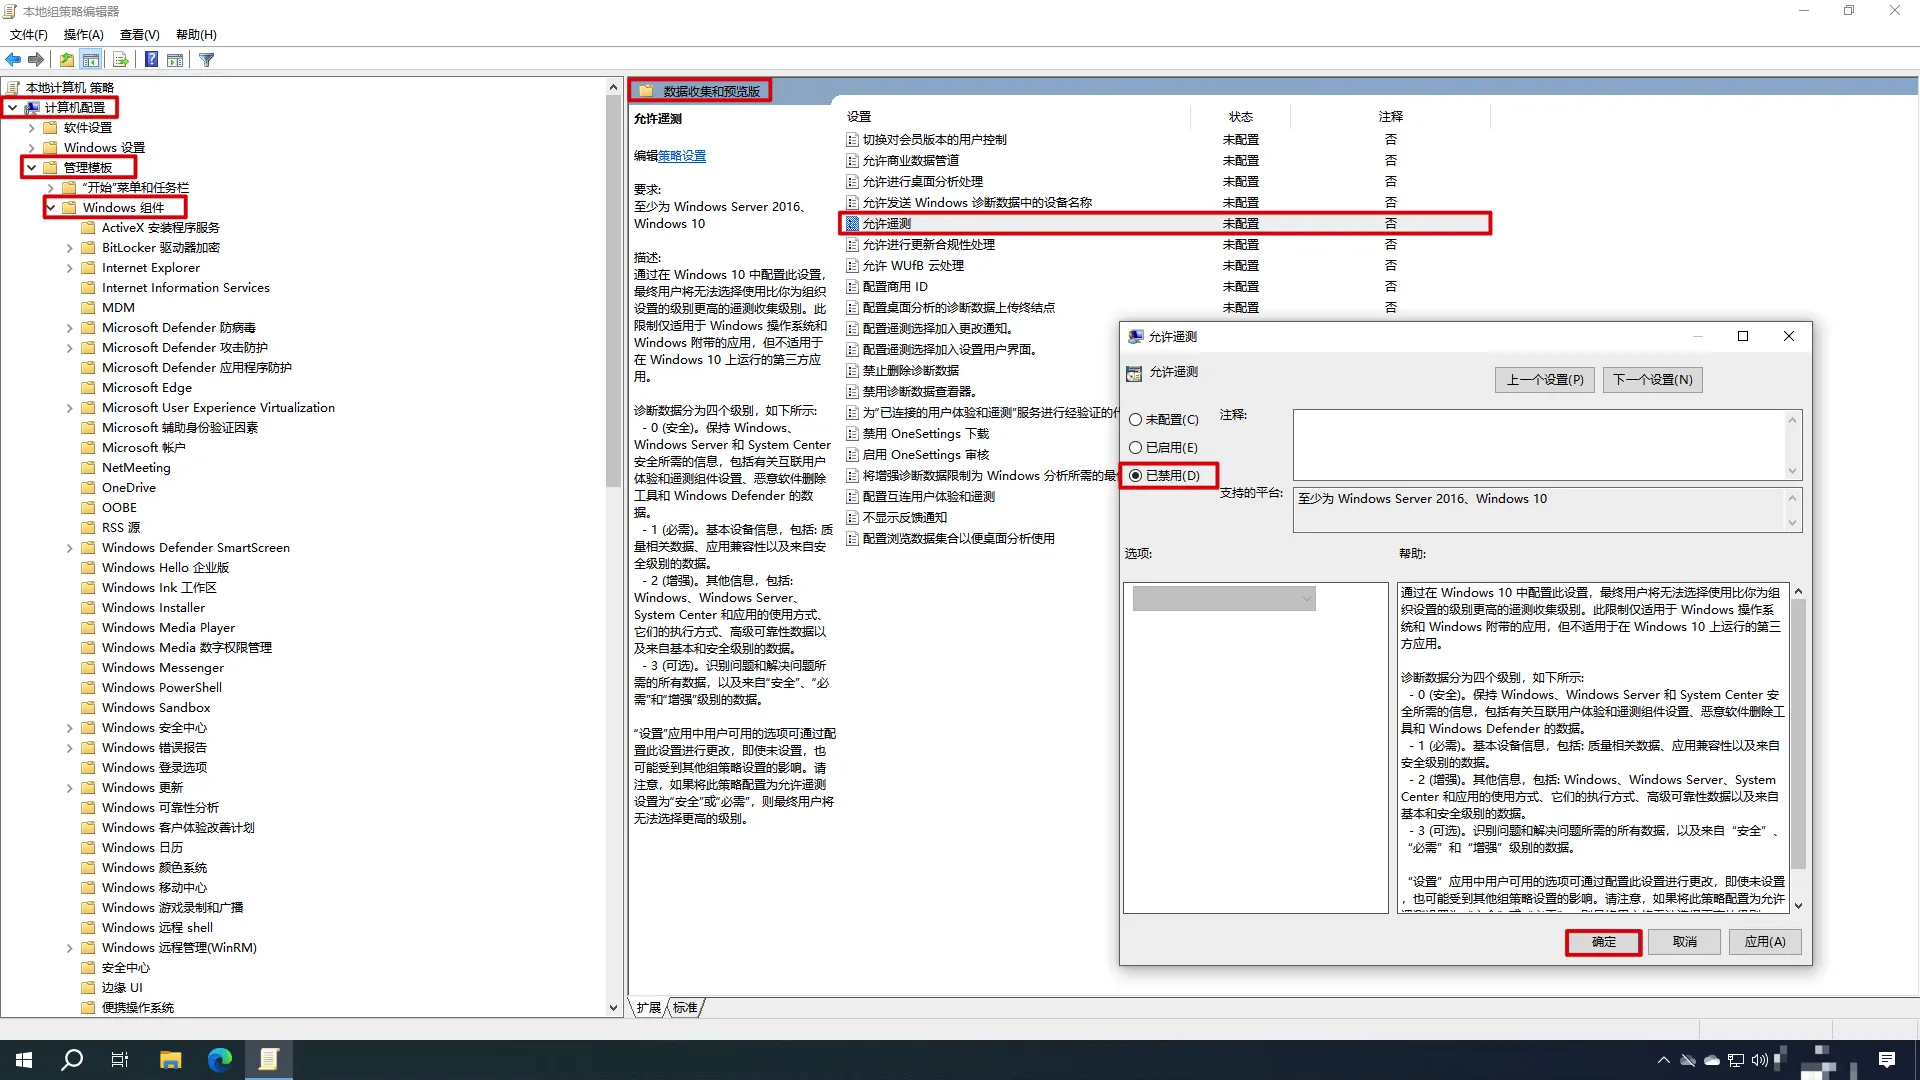 本地组策略编辑器
文件(F) 操作(A) 查看(V) 帮助(H)
本地计算机 策略
计算机配置
软件设置
Windows 设置
管理模板
“开始”菜单和任务栏
Windows 组件
ActiveX 安装程序服务
BitLocker 驱动器加密
Internet Explorer
Internet Information Services
MDM
Microsoft Defender 防病毒
Microsoft Defender 攻击防护
Microsoft Defender 应用程序防护
Microsoft Edge
Microsoft User Experience Virtualization
Microsoft 辅助身份验证因素
Microsoft 帐户
NetMeeting
OneDrive
OOBE
RSS 源
Windows Defender SmartScreen
Windows Hello 企业版
Windows Ink 工作区
Windows Installer
Windows Media Player
Windows Media 数字权限管理
Windows Messenger
Windows PowerShell
Windows Sandbox
Windows 安全中心
Windows 错误报告
Windows 登录选项
Windows 更新
Windows 可靠性分析
Windows 客户体验改善计划
Windows 日历
Windows 颜色系统
Windows 移动中心
Windows 游戏录制和广播
Windows 远程 shell
Windows 远程管理(WinRM)
安全中心
边缘 UI
便携操作系统
数据收集和预览版
允许遥测
编辑策略设置
要求:
至少为 Windows Server 2016、
Windows 10
描述:
通过在 Windows 10 中配置此设置,
最终用户将无法选择使用比你为组织
设置的级别更高的遥测收集级别。此
限制仅适用于 Windows 操作系统和
Windows 附带的应用，但不适用于
在 Windows 10 上运行的第三方应
用。
诊断数据分为四个级别，如下所示:
- 0 (安全)。保持 Windows、
Windows Server 和 System Center
安全所需的信息，包括有关互联用户
体验和遥测组件设置、恶意软件删除
工具和 Windows Defender 的数
据。
- 1 (必需)。基本设备信息，包括: 质
量相关数据、应用兼容性以及来自安
全级别的数据。
- 2 (增强)。其他信息，包括:
Windows、Windows Server、
System Center 和应用的使用方式、
它们的执行方式、高级可靠性数据以
及来自基本和安全级别的数据。
- 3 (可选)。识别问题和解决问题所
需的所有数据，以及来自“安全”、“必
需”和“增强”级别的数据。
“设置”应用中用户可用的选项可通过配
置此设置进行更改，即使未设置，也
可能受到其他组策略设置的影响。请
注意，如果将此策略配置为允许遥测
设置为“安全”或“必需”，则最终用户将
无法选择更高的级别。
设置 状态 注释
切换对会员版本的用户控制 未配置 否
允许商业数据管道 未配置 否
允许进行桌面分析处理 未配置 否
允许发送 Windows 诊断数据中的设备名称 未配置 否
允许遥测 未配置 否
允许进行更新合规性处理 未配置 否
允许 WUfB 云处理 未配置 否
配置商用 ID 未配置 否
配置桌面分析的诊断数据上传终结点 未配置 否
配置遥测选择加入更改通知。
配置遥测选择加入设置用户界面。
禁止删除诊断数据
禁用诊断数据查看器。
为“已连接的用户体验和遥测”服务进行经验证的
禁用 OneSettings 下载
启用 OneSettings 审核
将增强诊断数据限制为 Windows 分析所需的最
配置互连用户体验和遥测
不显示反馈通知
配置浏览数据集合以便桌面分析使用
扩展 标准
允许遥测
允许遥测
上一个设置(P) 下一个设置(N)
未配置(C) 注释:
已启用(E)
已禁用(D)
支持的平台: 至少为 Windows Server 2016、Windows 10
选项: 帮助:
通过在 Windows 10 中配置此设置，最终用户将无法选择使用比你为组
织设置的级别更高的遥测收集级别。此限制仅适用于 Windows 操作系
统和 Windows 附带的应用，但不适用于在 Windows 10 上运行的第三
方应用。
诊断数据分为四个级别，如下所示:
- 0 (安全)。保持 Windows、Windows Server 和 System Center 安
全所需的信息，包括有关互联用户体验和遥测组件设置、恶意软件删除工
具和 Windows Defender 的数据。
- 1 (必需)。基本设备信息，包括: 质量相关数据、应用兼容性以及来自
安全级别的数据。
- 2 (增强)。其他信息，包括: Windows、Windows Server、System
Center 和应用的使用方式、它们的执行方式、高级可靠性数据以及来自
基本和安全级别的数据。
- 3 (可选)。识别问题和解决问题所需的所有数据，以及来自“安全”、
“必需”和“增强”级别的数据。
“设置”应用中用户可用的选项可通过配置此设置进行更改，即使未设置
，也可能受到其他组策略设置的影响。请注意，如果将此策略配置为允许
确定 取消 应用(A)